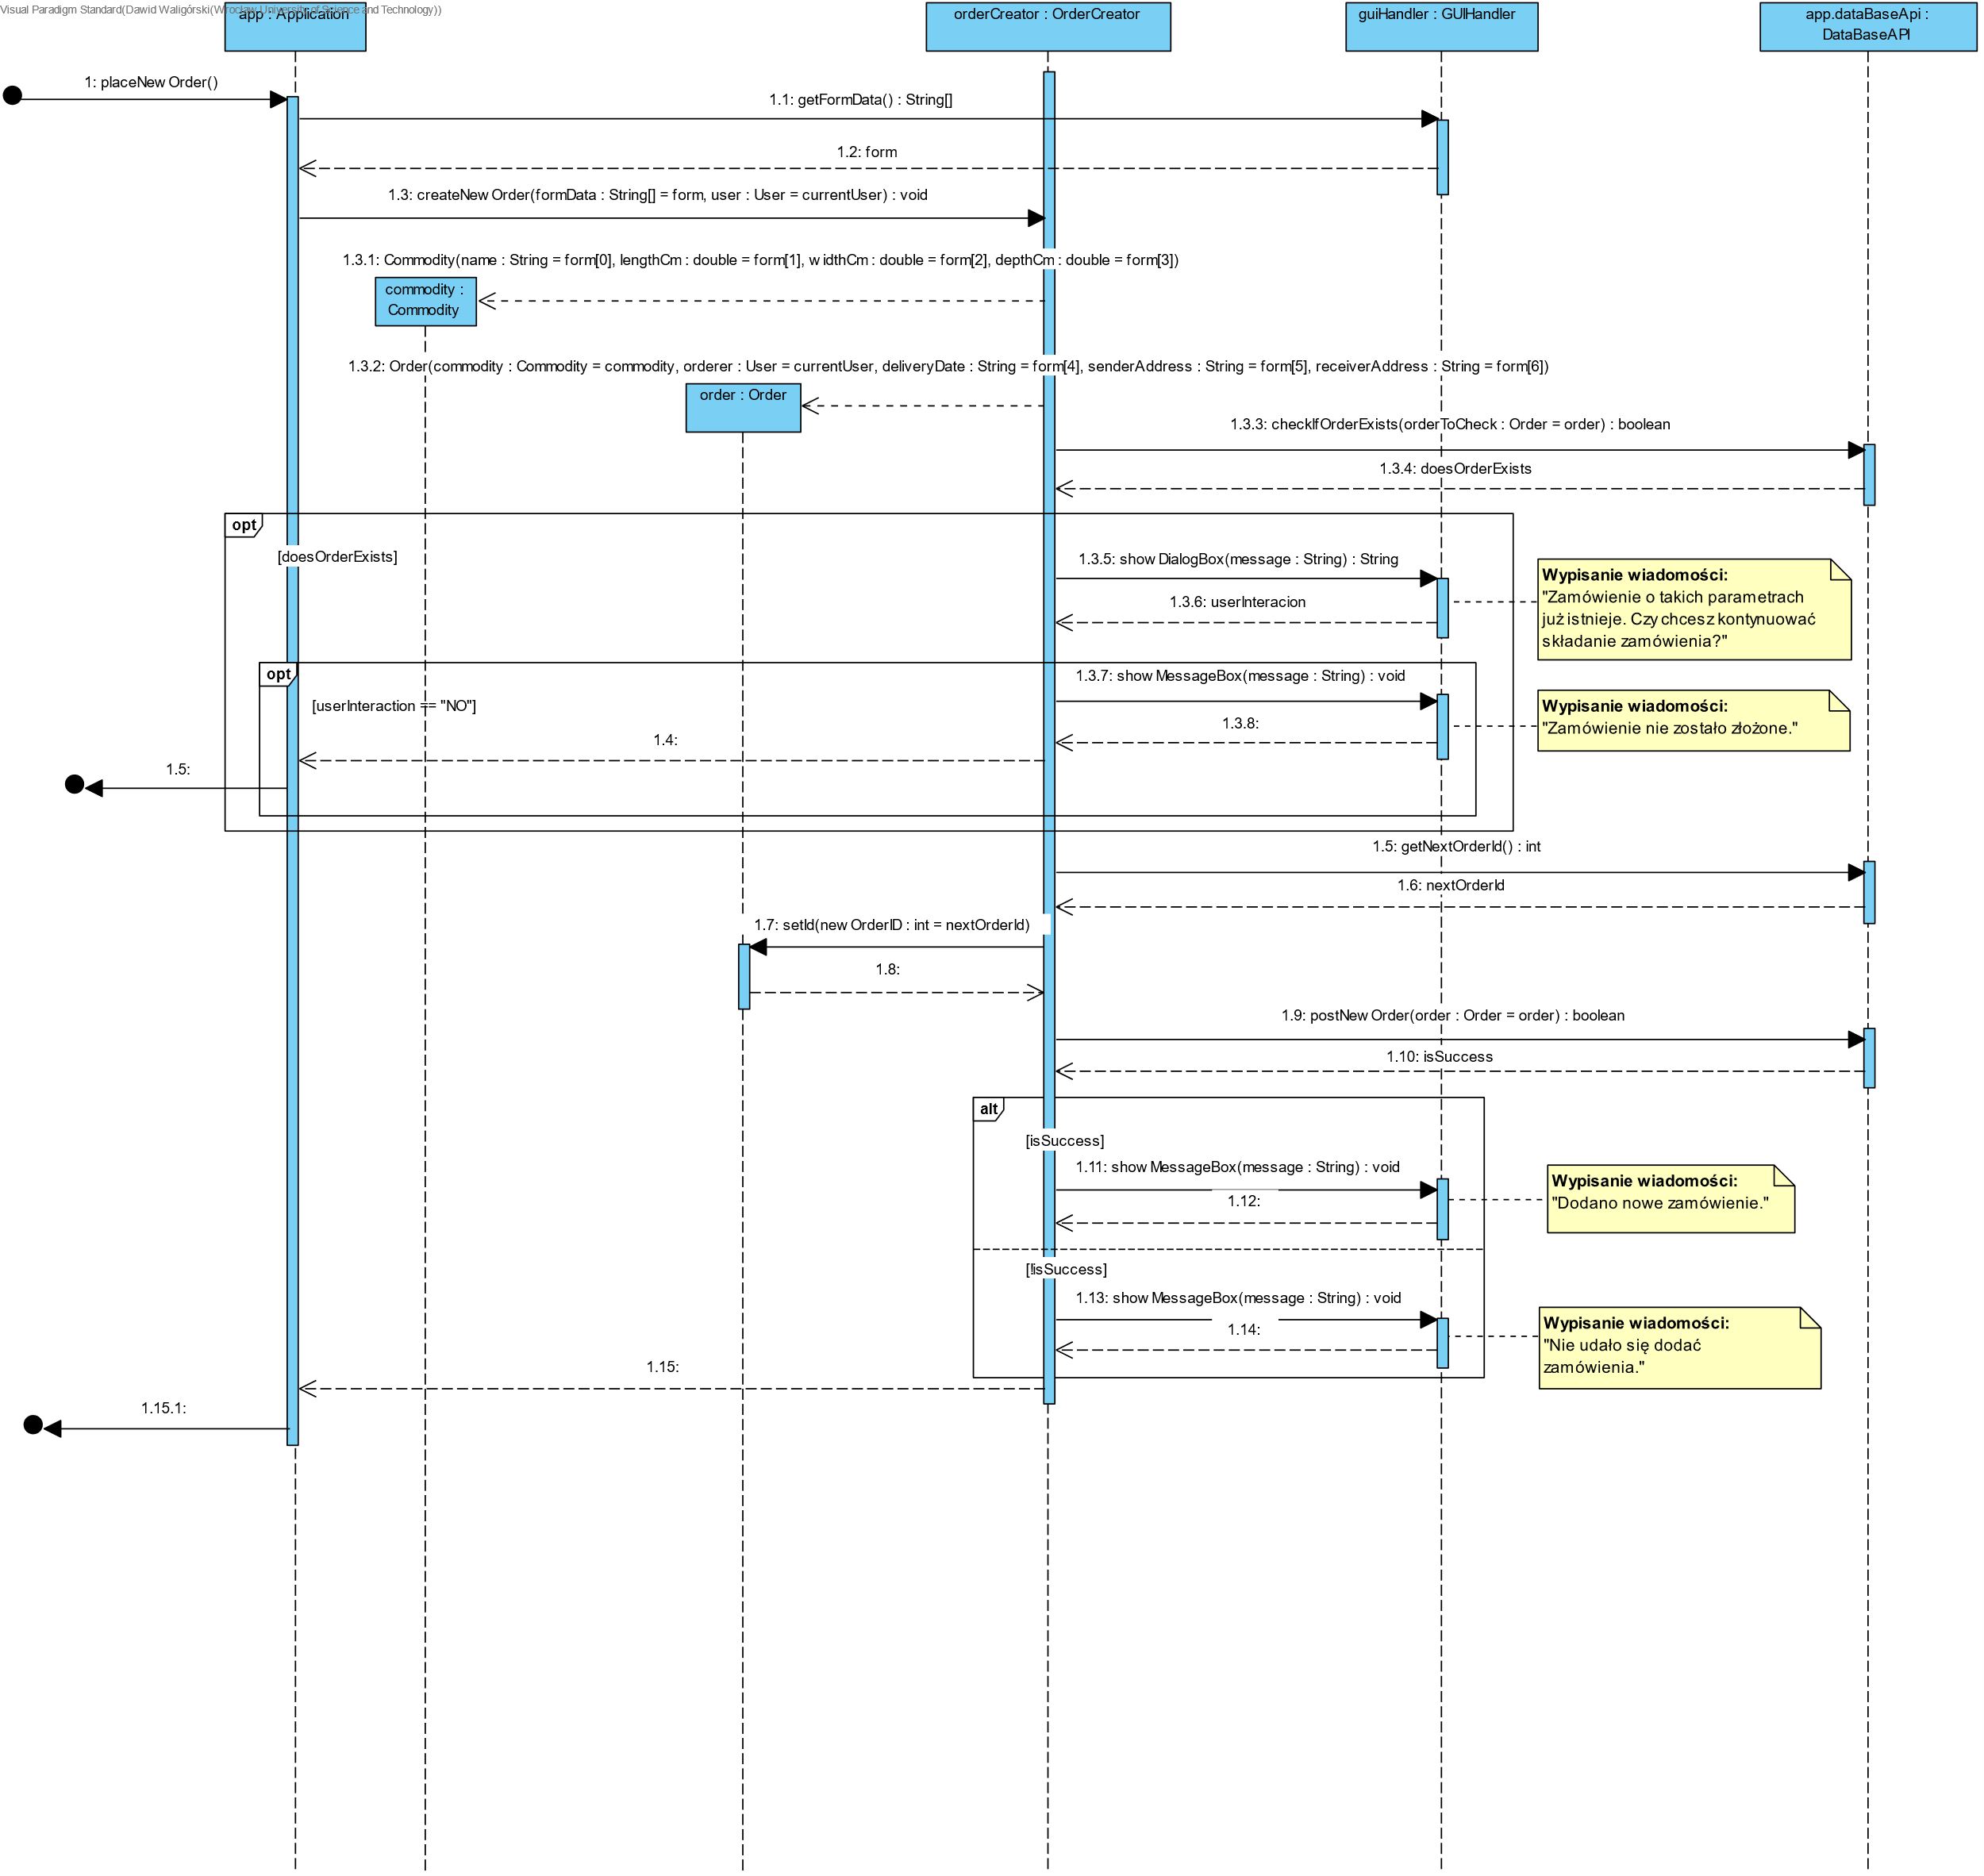 Visual Paradigm Standard(Dawid Waligórski(Wroclaw University of Science and Technology))
app : Application
orderCreator : OrderCreator
guiHandler : GUIHandler
app.dataBaseApi :
DataBaseAPI
1: placeNewOrder()
1.1: getFormData() : String[]
1.2: form
1.3: createNewOrder(formData : String[] = form, user : User = currentUser) : void
1.3.1: Commodity(name : String = form[0], lengthCm : double = form[1], widthCm : double = form[2], depthCm : double = form[3])
commodity :
Commodity
1.3.2: Order(commodity : Commodity = commodity, orderer : User = currentUser, deliveryDate : String = form[4], senderAddress : String = form[5], receiverAddress : String = form[6])
order : Order
1.3.3: checkIfOrderExists(orderToCheck : Order = order) : boolean
1.3.4: doesOrderExists
opt
[doesOrderExists]
1.3.5: showDialogBox(message : String) : String
1.3.6: userInteracion
Wypisanie wiadomości:
"Zamówienie o takich parametrach
już istnieje. Czy chcesz kontynuować
składanie zamówienia?"
opt
[userInteraction == "NO"]
1.3.7: showMessageBox(message : String) : void
1.3.8:
Wypisanie wiadomości:
"Zamówienie nie zostało złożone."
1.4:
1.5:
1.5: getNextOrderId() : int
1.6: nextOrderId
1.7: setId(newOrderID : int = nextOrderId)
1.8:
1.9: postNewOrder(order : Order = order) : boolean
1.10: isSuccess
alt
[isSuccess]
1.11: showMessageBox(message : String) : void
1.12:
Wypisanie wiadomości:
"Dodano nowe zamówienie."
[!isSuccess]
1.13: showMessageBox(message : String) : void
1.14:
Wypisanie wiadomości:
"Nie udało się dodać
zamówienia."
1.15:
1.15.1: